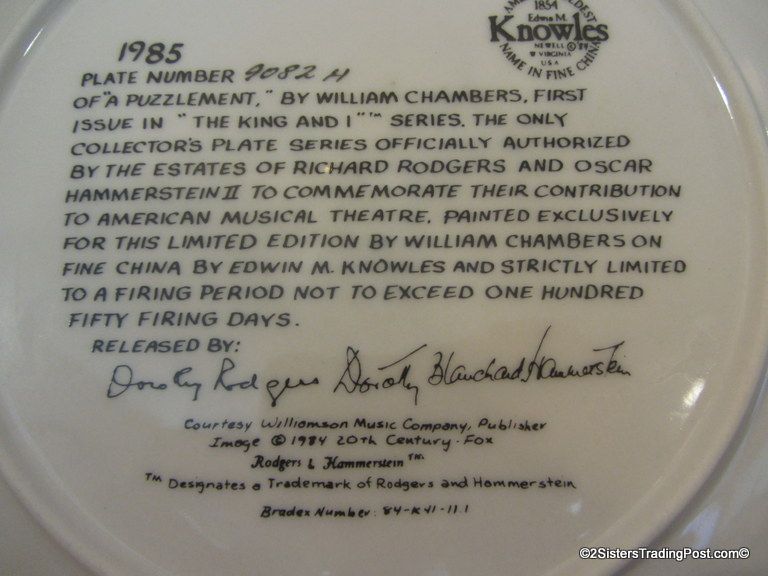 AMERICA'S OLDEST
1854
Edwin M.
Knowles
NEWELL © '84
W VIRGINIA
U S A
NAME IN FINE CHINA
1985
PLATE NUMBER 9082 H
OF "A PUZZLEMENT," BY WILLIAM CHAMBERS, FIRST
ISSUE IN "THE KING AND I"™ SERIES. THE ONLY
COLLECTOR'S PLATE SERIES OFFICIALLY AUTHORIZED
BY THE ESTATES OF RICHARD RODGERS AND OSCAR
HAMMERSTEIN II TO COMMEMORATE THEIR CONTRIBUTION
TO AMERICAN MUSICAL THEATRE, PAINTED EXCLUSIVELY
FOR THIS LIMITED EDITION BY WILLIAM CHAMBERS ON
FINE CHINA BY EDWIN M. KNOWLES AND STRICTLY LIMITED
TO A FIRING PERIOD NOT TO EXCEED ONE HUNDRED
FIFTY FIRING DAYS.
RELEASED BY:
Dorothy Rodgers Dorothy Blanchard Hammerstein
Courtesy Williamson Music Company, Publisher
Image © 1984 20th Century-Fox
Rodgers & Hammerstein™
™ Designates a Trademark of Rodgers and Hammerstein
Bradex Number: 84-K41-11.1
©2SistersTradingPost.com©